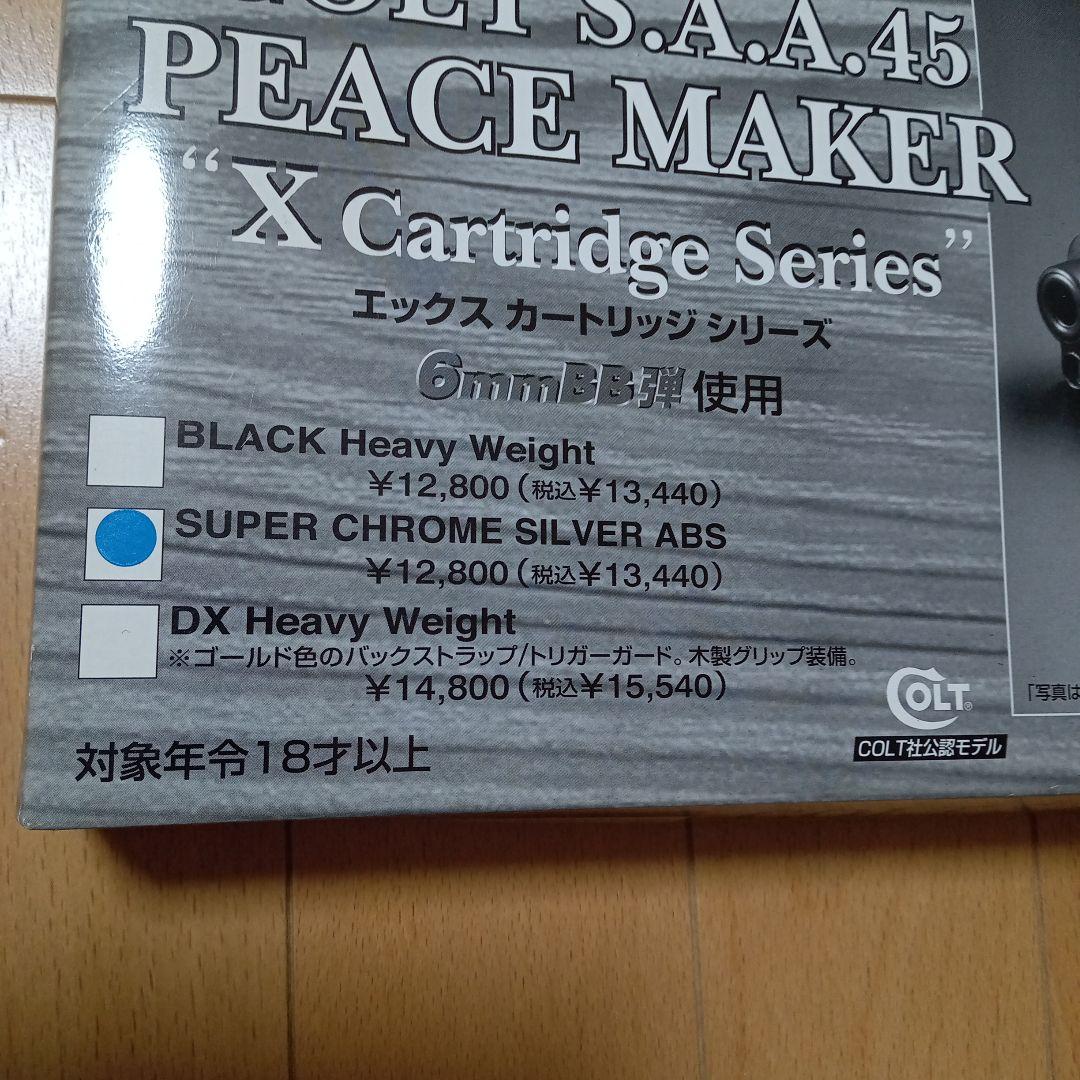 COLT S.A.A.45
PEACE MAKER
“X Cartridge Series”
エックス カートリッジ シリーズ
6mmBB弾 使用
BLACK Heavy Weight
¥12,800(税込¥13,440)
SUPER CHROME SILVER ABS
¥12,800(税込¥13,440)
DX Heavy Weight
※ゴールド色のバックストラップ/トリガーガード。木製グリップ装備。
¥14,800(税込¥15,540)
COLT®
「写真は
COLT社公認モデル
対象年令18才以上